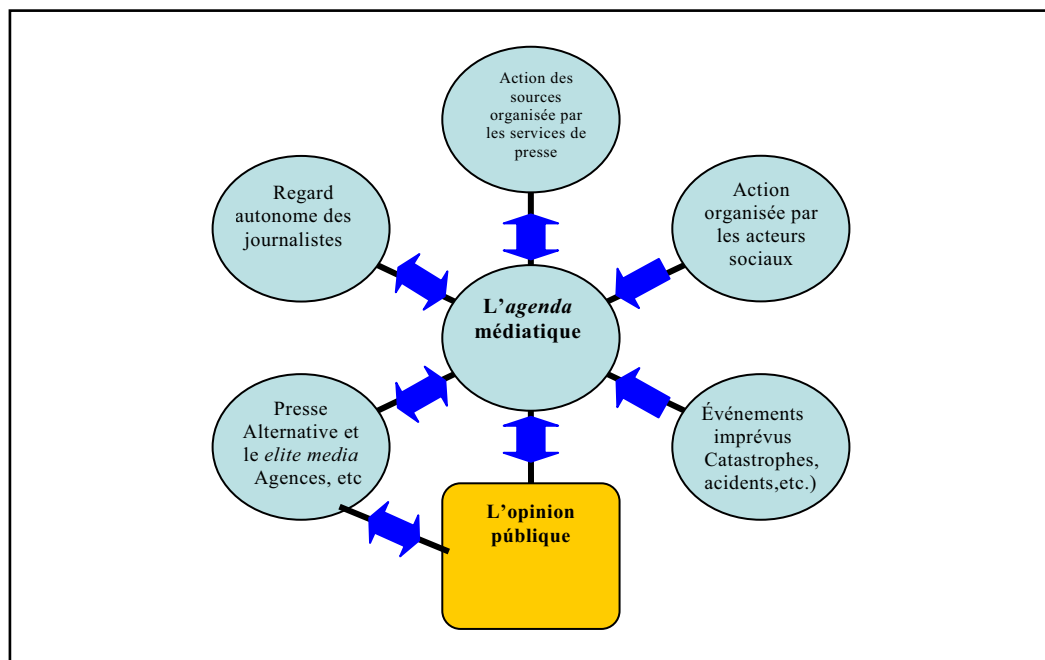 Action des
sources
organisée par
les services de
presse
Regard
autonome des
journalistes
Action
organisée par
les acteurs
sociaux
L’agenda
médiatique
Presse
Alternative et
le elite media
Agences, etc
Événements
imprévus
Catastrophes,
acidents,etc.)
L’opinion
públique